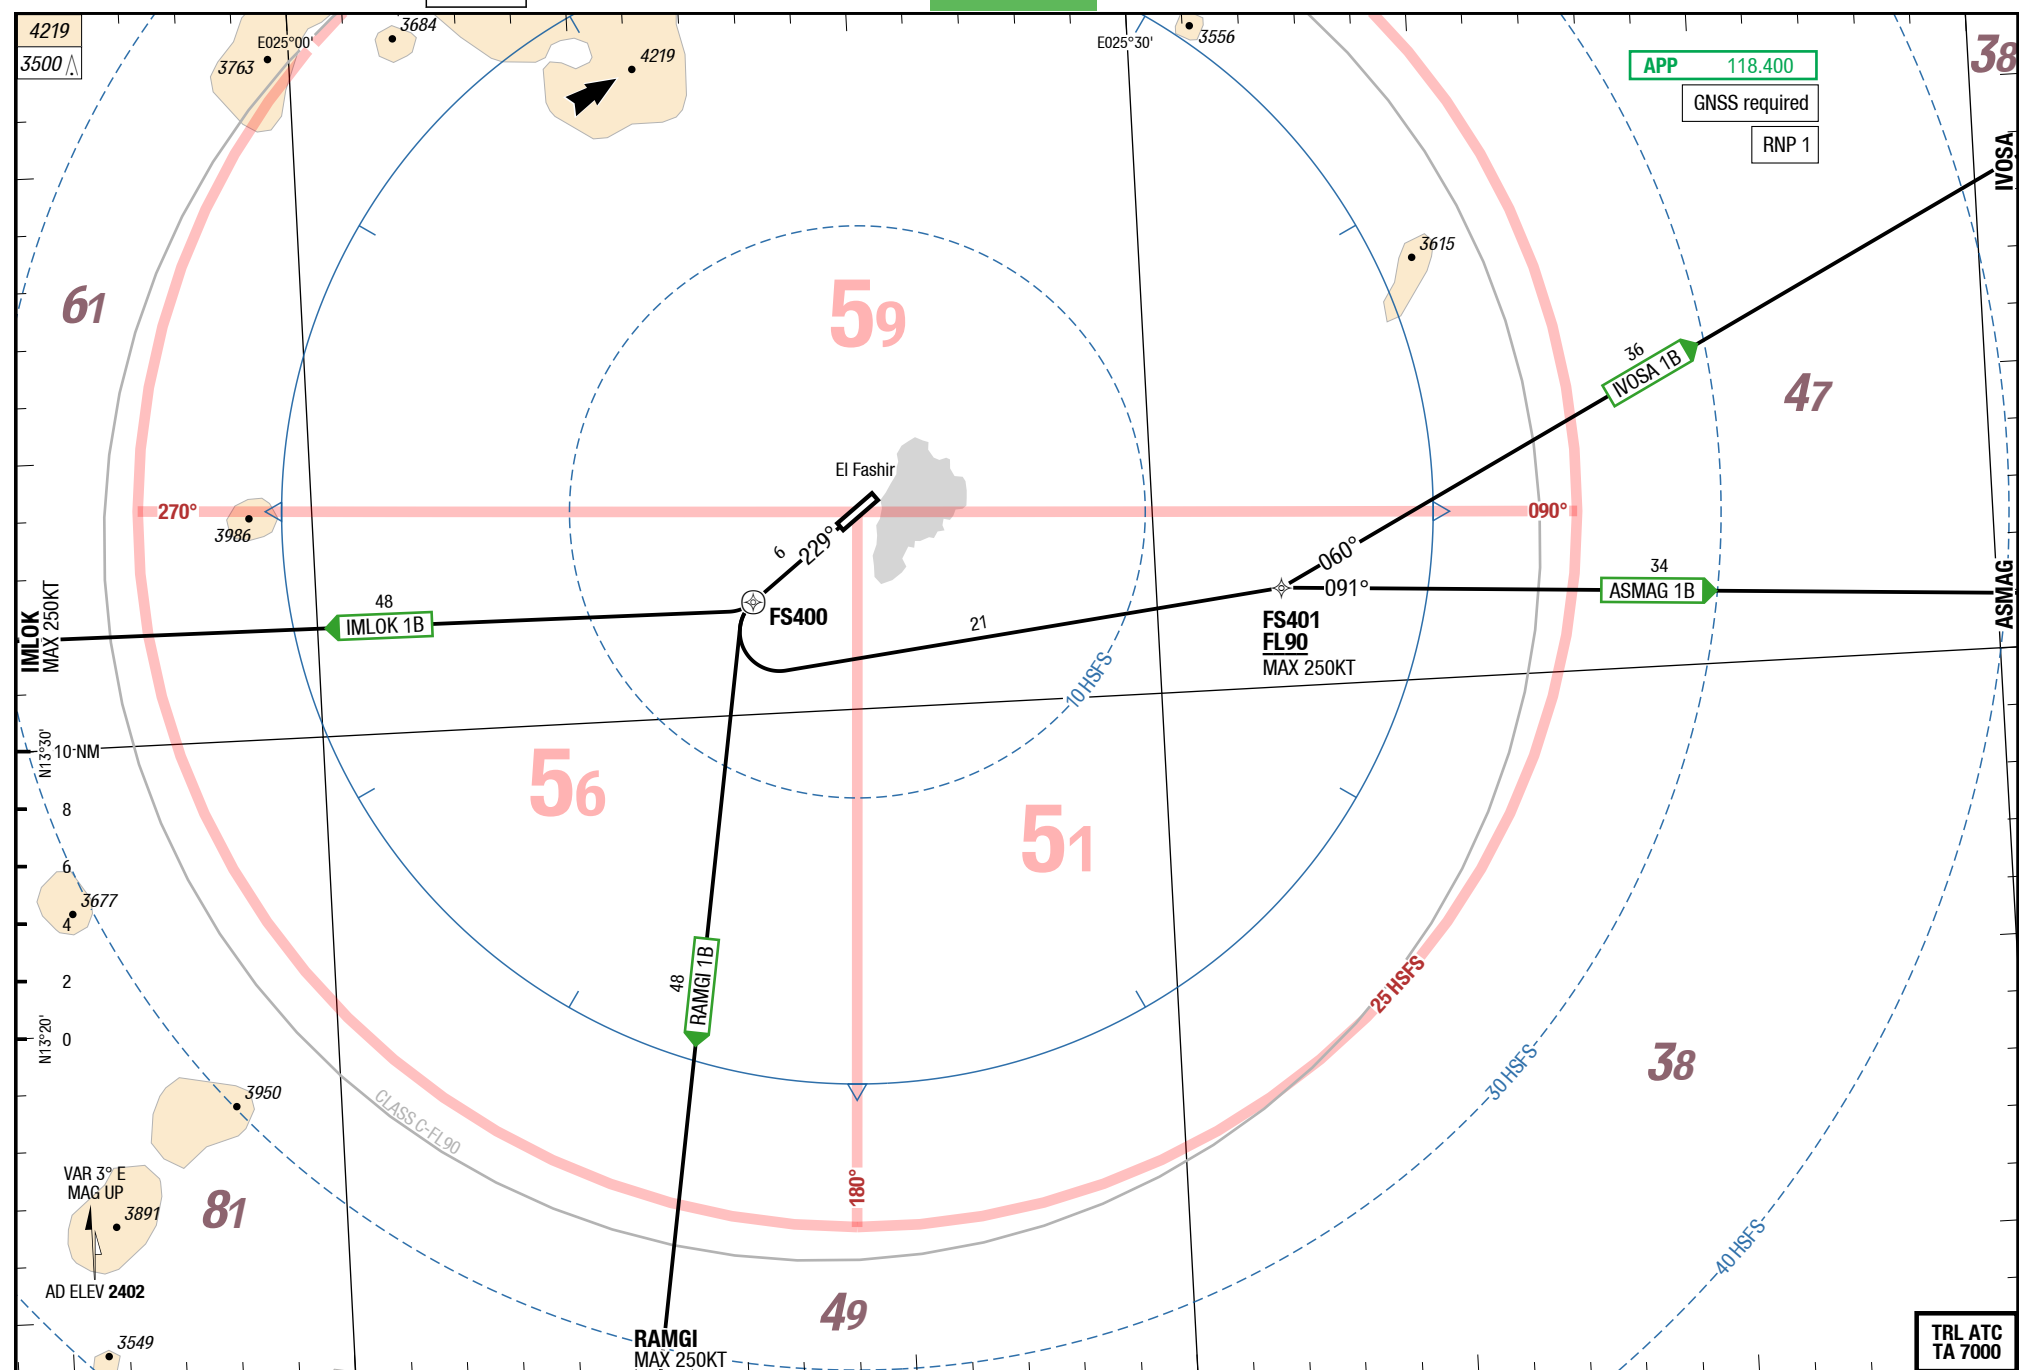 4219
3500
3763
E025°00'
3684
4219
E025°30'
3556
38
APP 118.400
GNSS required
RNP 1
IVOSA
3615
61
59
36
IVOSA 1B
47
El Fashir
270°
090°
3986
6
229°
060°
091°
34
ASMAG 1B
ASMAG
IMLOK
MAX 250KT
48
IMLOK 1B
FS400
21
FS401
FL90
MAX 250KT
10 HSFS
N13°30'
10 NM
8
6
4
2
0
N13°20'
3677
56
51
48
RAMGI 1B
25 HSFS
30 HSFS
38
3950
CLASS C-FL90
VAR 3° E
MAG UP
3891
81
180°
40 HSFS
AD ELEV 2402
49
3549
RAMGI
MAX 250KT
TRL ATC
TA 7000